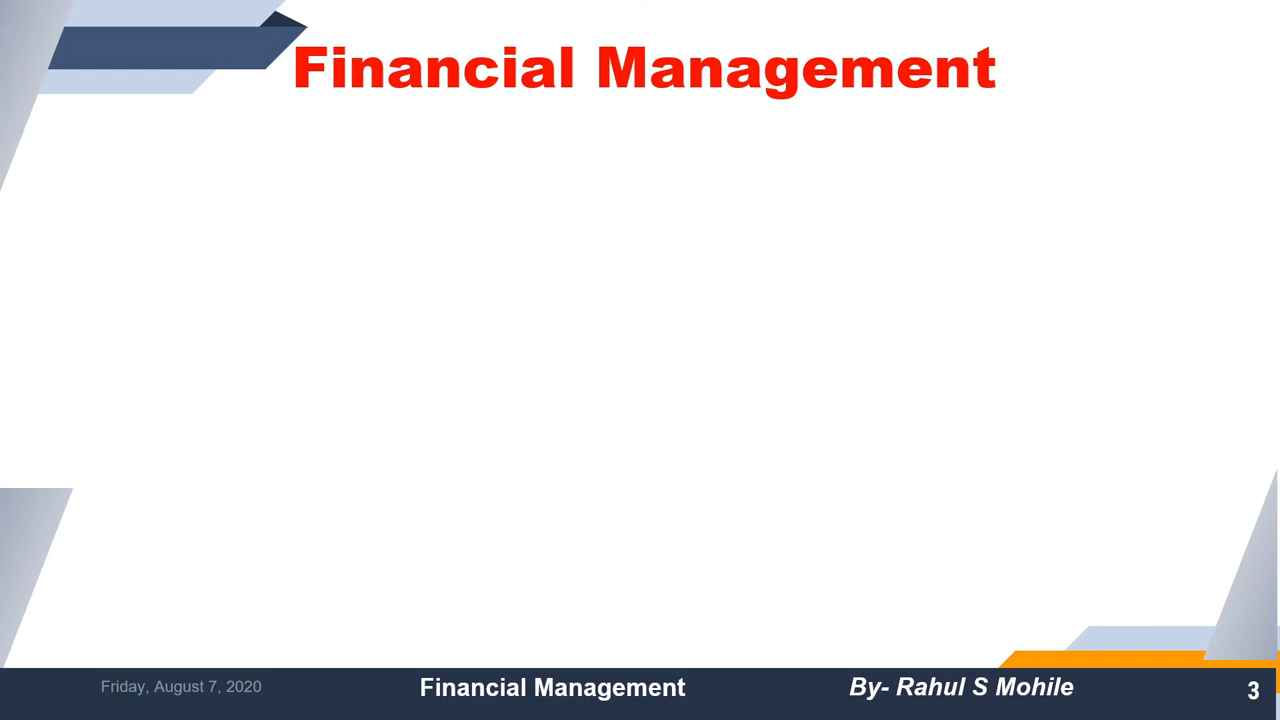 Financial Management
Friday, August 7, 2020 Financial Management By- Rahul S Mohile 3